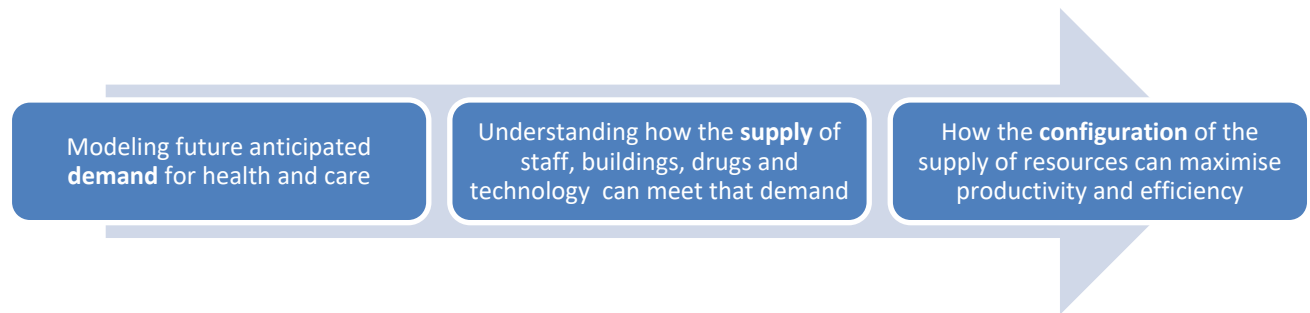 Modeling future anticipated
demand for health and care
Understanding how the supply of
staff, buildings, drugs and
technology  can meet that demand
How the configuration of the
supply of resources can maximise
productivity and efficiency